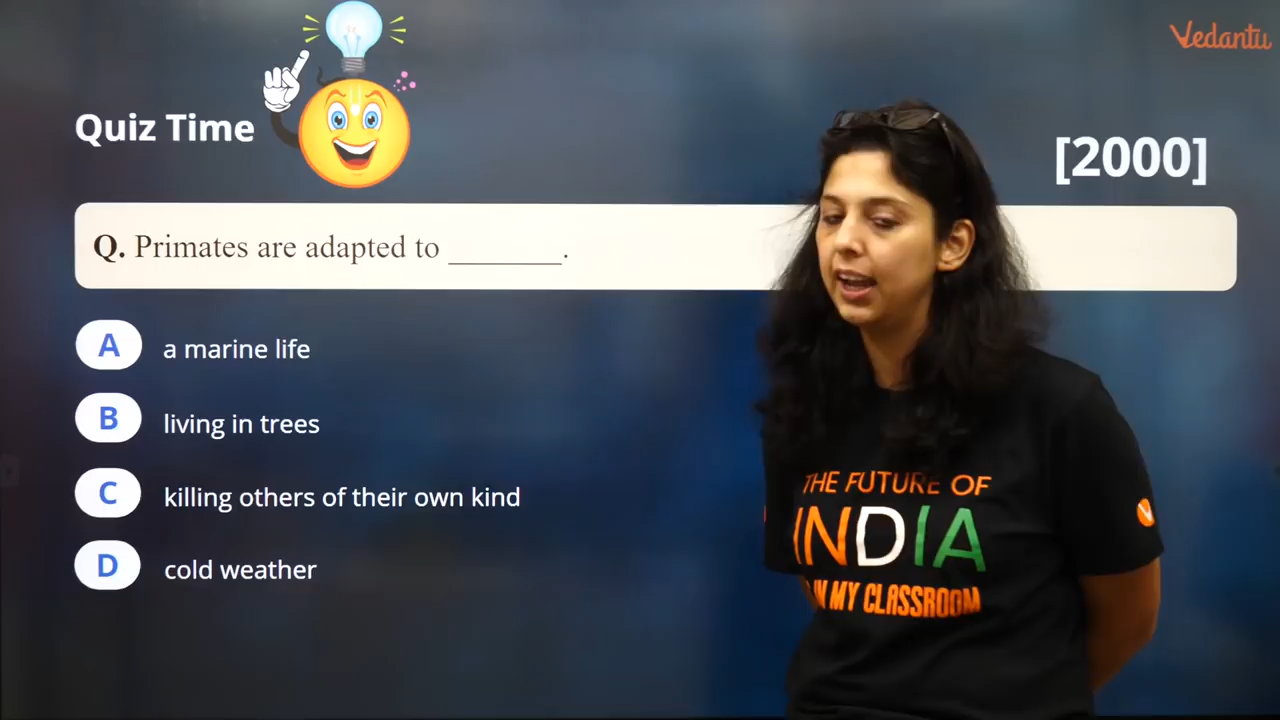 Vedantu
Quiz Time
[2000]
Q. Primates are adapted to ________.
A a marine life
B living in trees
C killing others of their own kind
D cold weather
THE FUTURE OF
INDIA
IN MY CLASSROOM